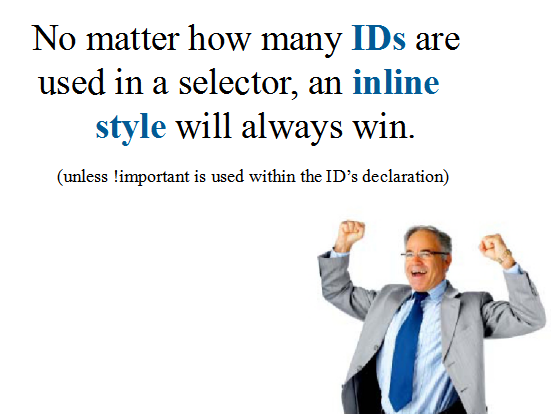 No matter how many IDs are
used in a selector, an inline
style will always win.
(unless !important is used within the ID’s declaration)